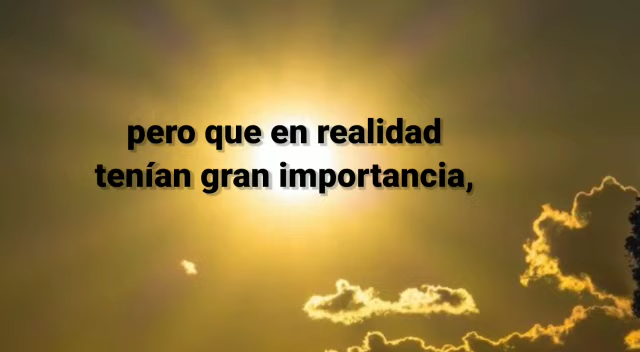 pero que en realidad
tenían gran importancia,